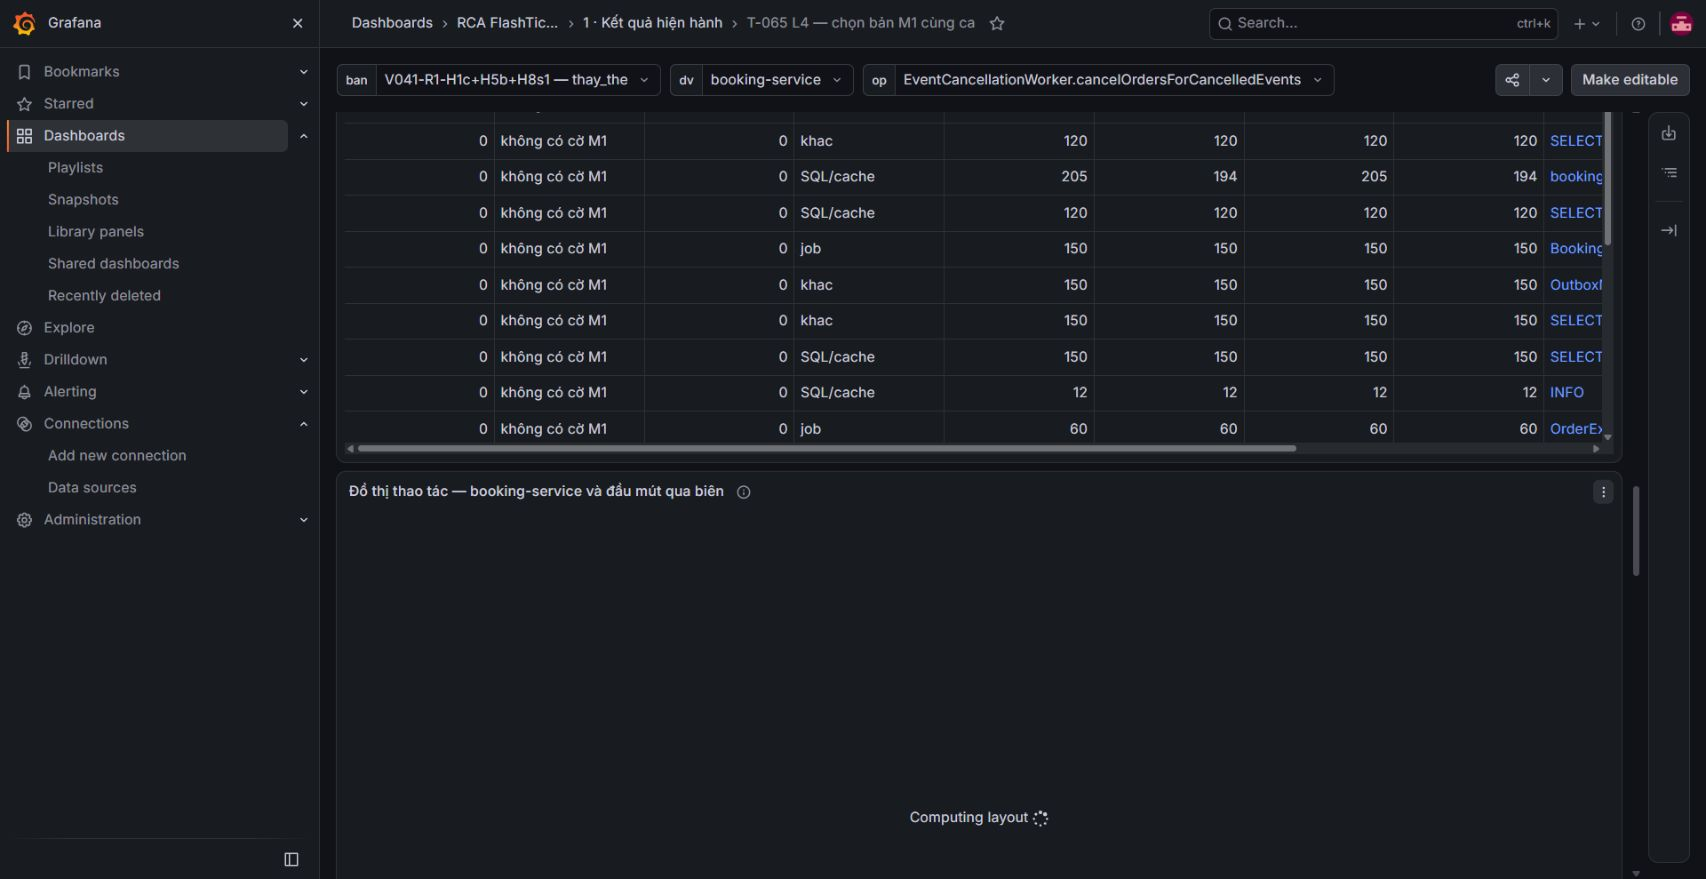 Grafana
Dashboards › RCA FlashTic... › 1 · Kết quả hiện hành › T-065 L4 — chọn bản M1 cùng ca
Search... ctrl+k
Bookmarks
Starred
Dashboards
Playlists
Snapshots
Library panels
Shared dashboards
Recently deleted
Explore
Drilldown
Alerting
Connections
Add new connection
Data sources
Administration
ban V041-R1-H1c+H5b+H8s1 — thay_the dv booking-service op EventCancellationWorker.cancelOrdersForCancelledEvents Make editable
0 không có cờ M1 0 khac 120 120 120 120 SELECT
0 không có cờ M1 0 SQL/cache 205 194 205 194 booking
0 không có cờ M1 0 SQL/cache 120 120 120 120 SELECT
0 không có cờ M1 0 job 150 150 150 150 Booking
0 không có cờ M1 0 khac 150 150 150 150 Outbox
0 không có cờ M1 0 khac 150 150 150 150 SELECT
0 không có cờ M1 0 SQL/cache 150 150 150 150 SELECT
0 không có cờ M1 0 SQL/cache 12 12 12 12 INFO
0 không có cờ M1 0 job 60 60 60 60 OrderEx
Đồ thị thao tác — booking-service và đầu mút qua biên
Computing layout